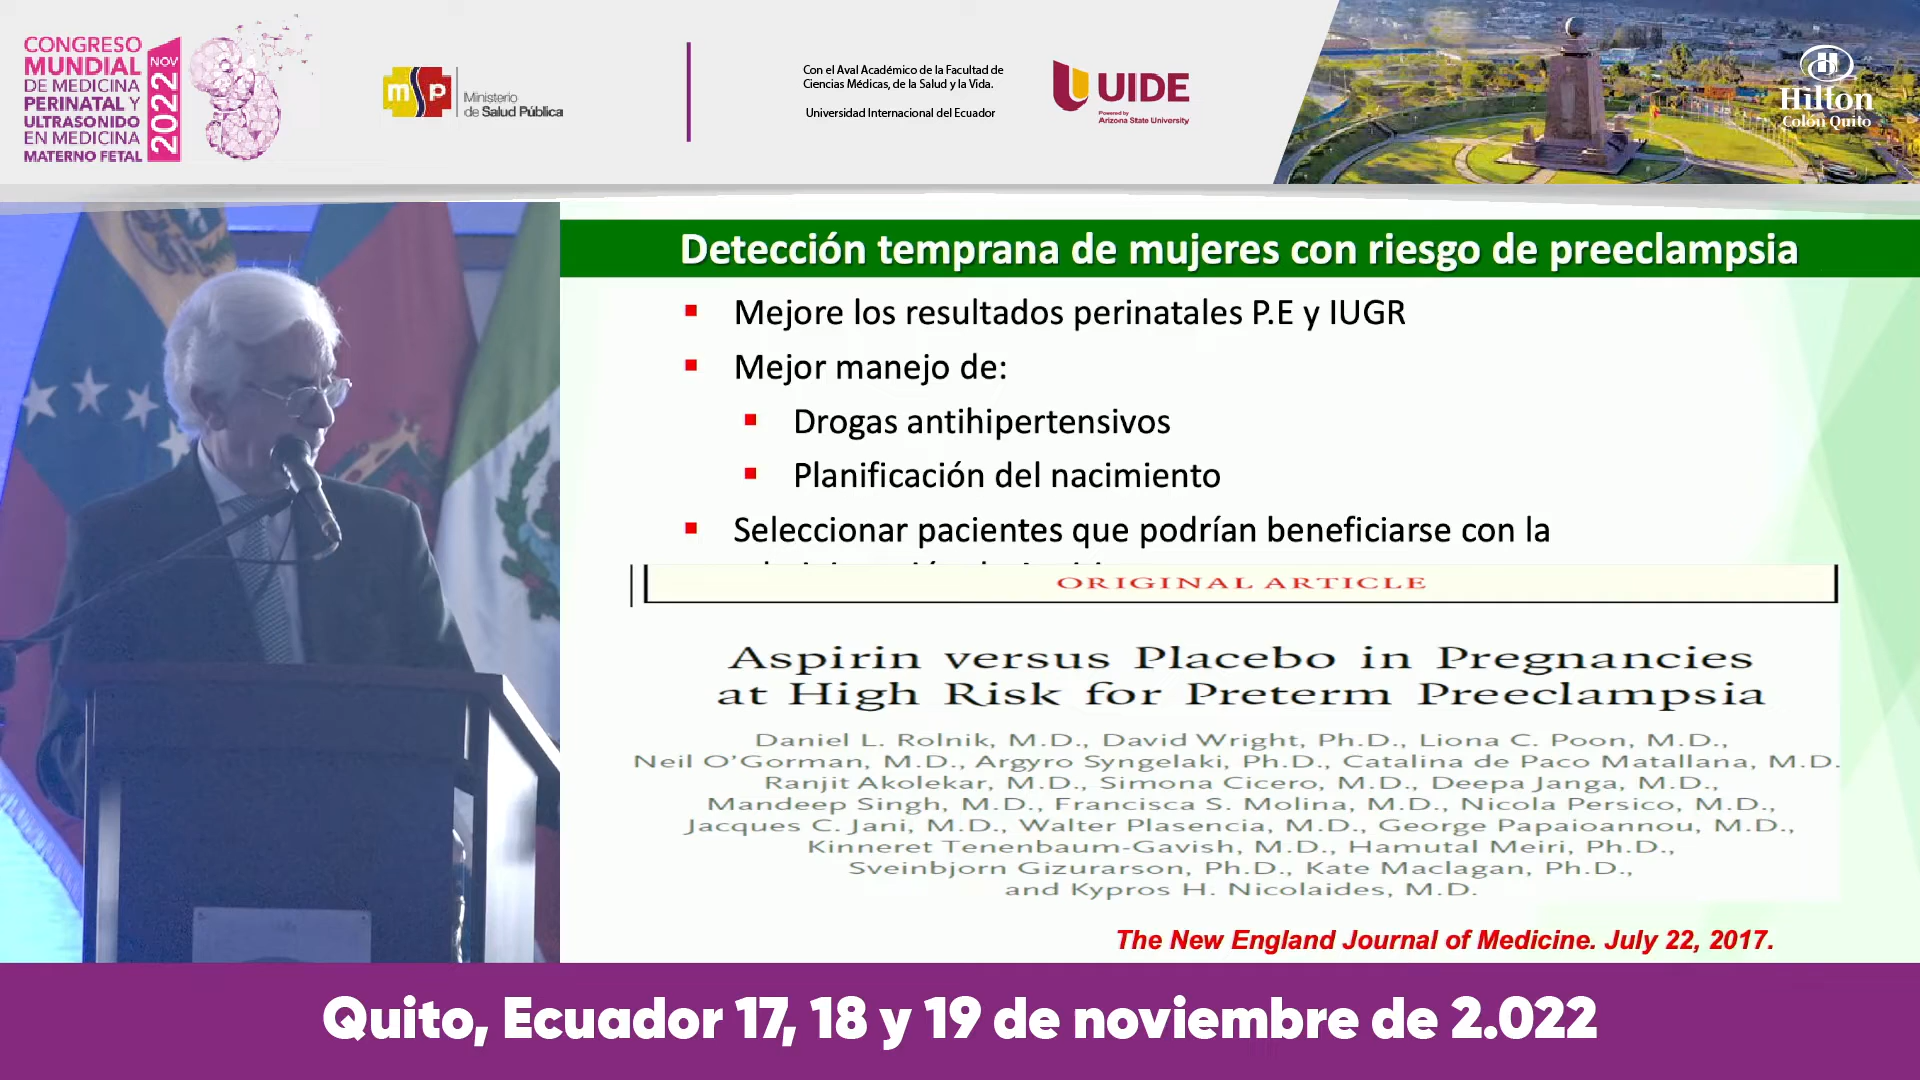 CONGRESO
MUNDIAL
DE MEDICINA
PERINATAL Y
ULTRASONIDO
EN MEDICINA
MATERNO FETAL
NOV
2022
msp
Ministerio
de Salud Pública
Con el Aval Académico de la Facultad de
Ciencias Médicas, de la Salud y la Vida.
Universidad Internacional del Ecuador
UIDE
Powered by
Arizona State University
Hilton
Colón Quito
Detección temprana de mujeres con riesgo de preeclampsia
Mejore los resultados perinatales P.E y IUGR
Mejor manejo de:
Drogas antihipertensivos
Planificación del nacimiento
Seleccionar pacientes que podrían beneficiarse con la
ORIGINAL ARTICLE
Aspirin versus Placebo in Pregnancies
at High Risk for Preterm Preeclampsia
Daniel L. Rolnik, M.D., David Wright, Ph.D., Liona C. Poon, M.D.,
Neil O'Gorman, M.D., Argyro Syngelaki, Ph.D., Catalina de Paco Matallana, M.D.
Ranjit Akolekar, M.D., Simona Cicero, M.D., Deepa Janga, M.D.,
Mandeep Singh, M.D., Francisca S. Molina, M.D., Nicola Persico, M.D.,
Jacques C. Jani, M.D., Walter Plasencia, M.D., George Papaioannou, M.D.,
Kinneret Tenenbaum-Gavish, M.D., Hamutal Meiri, Ph.D.,
Sveinbjorn Gizurarson, Ph.D., Kate Maclagan, Ph.D.,
and Kypros H. Nicolaides, M.D.
The New England Journal of Medicine. July 22, 2017.
Quito, Ecuador 17, 18 y 19 de noviembre de 2.022